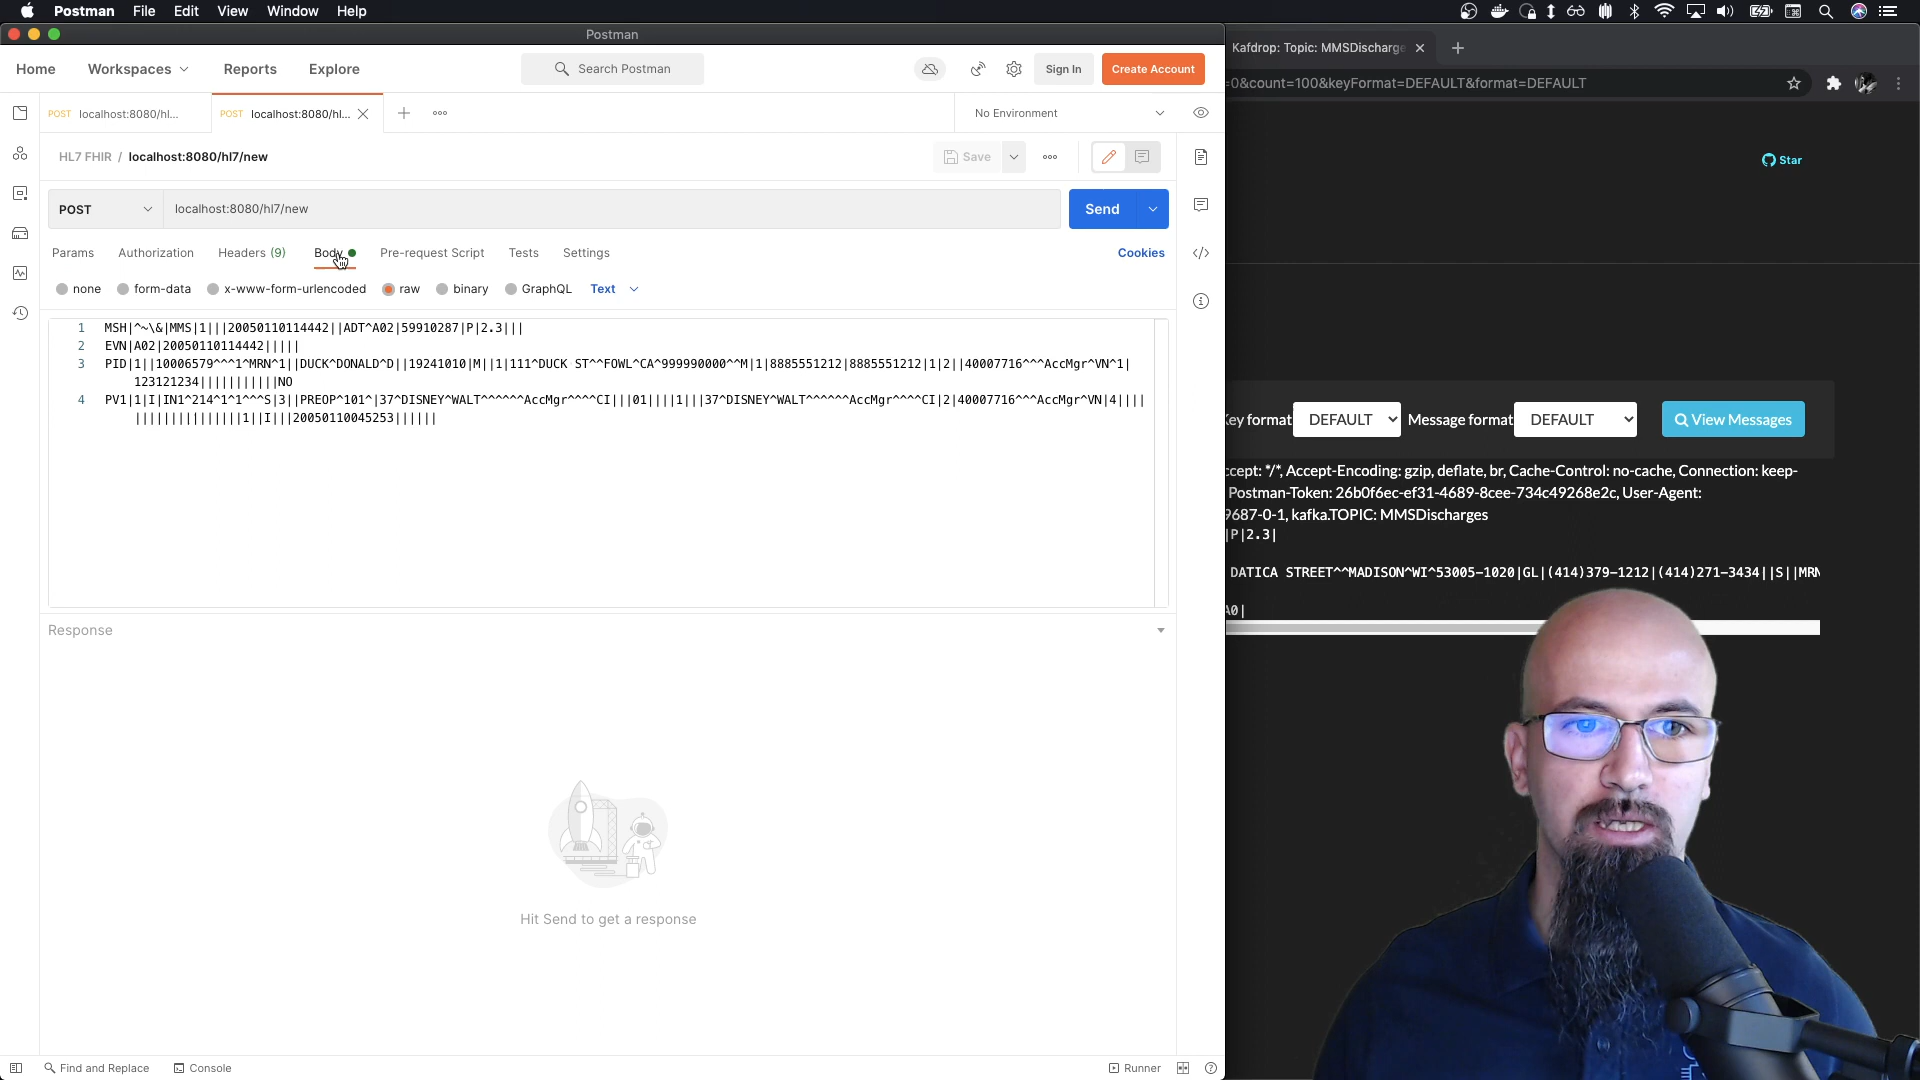 Postman File Edit View Window Help
Postman
Home Workspaces Reports Explore
Search Postman
Sign In
Create Account
POST localhost:8080/hl...
POST localhost:8080/hl...
No Environment
HL7 FHIR / localhost:8080/hl7/new
Save
POST
localhost:8080/hl7/new
Send
Params Authorization Headers (9) Body Pre-request Script Tests Settings
Cookies
none form-data x-www-form-urlencoded raw binary GraphQL Text
1 MSH|^~\&|MMS|1|||20050110114442||ADT^A02|59910287|P|2.3|||
2 EVN|A02|20050110114442|||||
3 PID|1||10006579^^^1^MRN^1||DUCK^DONALD^D||19241010|M||1|111^DUCK ST^^FOWL^CA^999990000^^M|1|8885551212|8885551212|1|2||40007716^^^AccMgr^VN^1|
123121234|||||||||||NO
4 PV1|1|I|IN1^214^1^1^^^S|3||PREOP^101^|37^DISNEY^WALT^^^^^^AccMgr^^^^CI|||01||||1|||37^DISNEY^WALT^^^^^^AccMgr^^^^CI|2|40007716^^^AccMgr^VN|4||||
||||||||||||||||1||I|||20050110045253||||||
Response
Hit Send to get a response
Find and Replace
Console
Runner
Kafdrop: Topic: MMSDischarge
=0&count=100&keyFormat=DEFAULT&format=DEFAULT
Star
Key format DEFAULT Message format DEFAULT View Messages
ccept: */*, Accept-Encoding: gzip, deflate, br, Cache-Control: no-cache, Connection: keep-
Postman-Token: 26b0f6ec-ef31-4689-8cee-734c49268e2c, User-Agent:
9687-0-1, kafka.TOPIC: MMSDischarges
|P|2.3|
DATICA STREET^^MADISON^WI^53005-1020|GL|(414)379-1212|(414)271-3434||S||MRN
A0|